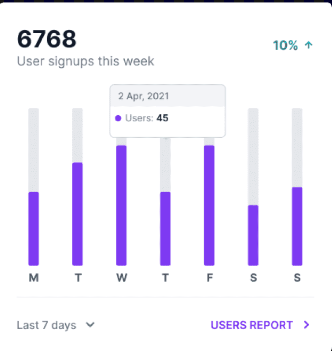 6768
10%
User signups this week
2 Apr, 2021
Users: 45
M T W T F S S
Last 7 days
USERS REPORT